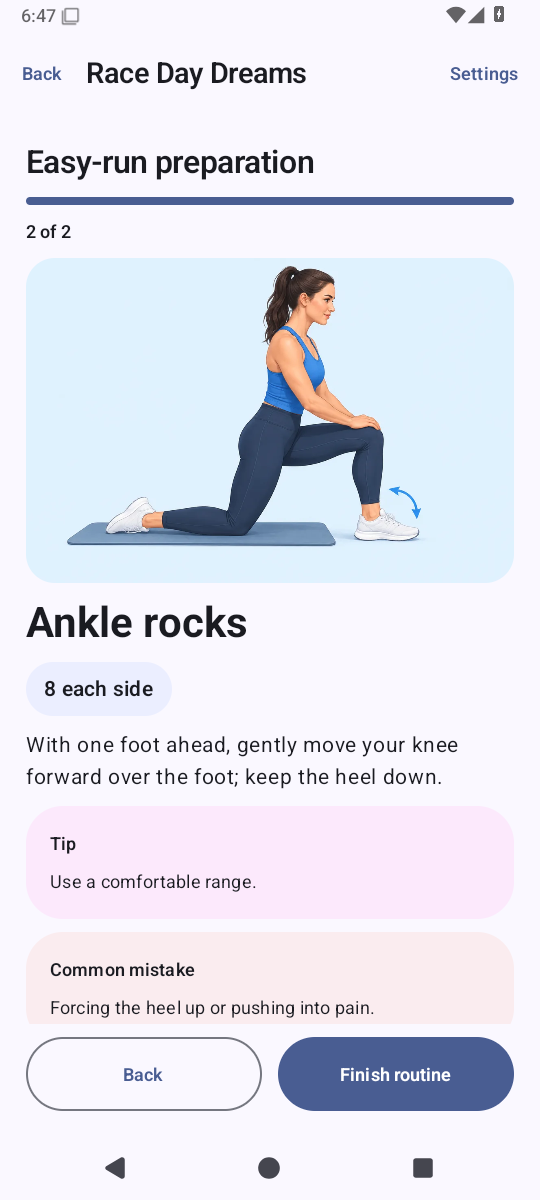 6:47
Back Race Day Dreams Settings
Easy-run preparation
2 of 2
Ankle rocks
8 each side
With one foot ahead, gently move your knee
forward over the foot; keep the heel down.
Tip
Use a comfortable range.
Common mistake
Forcing the heel up or pushing into pain.
Back Finish routine